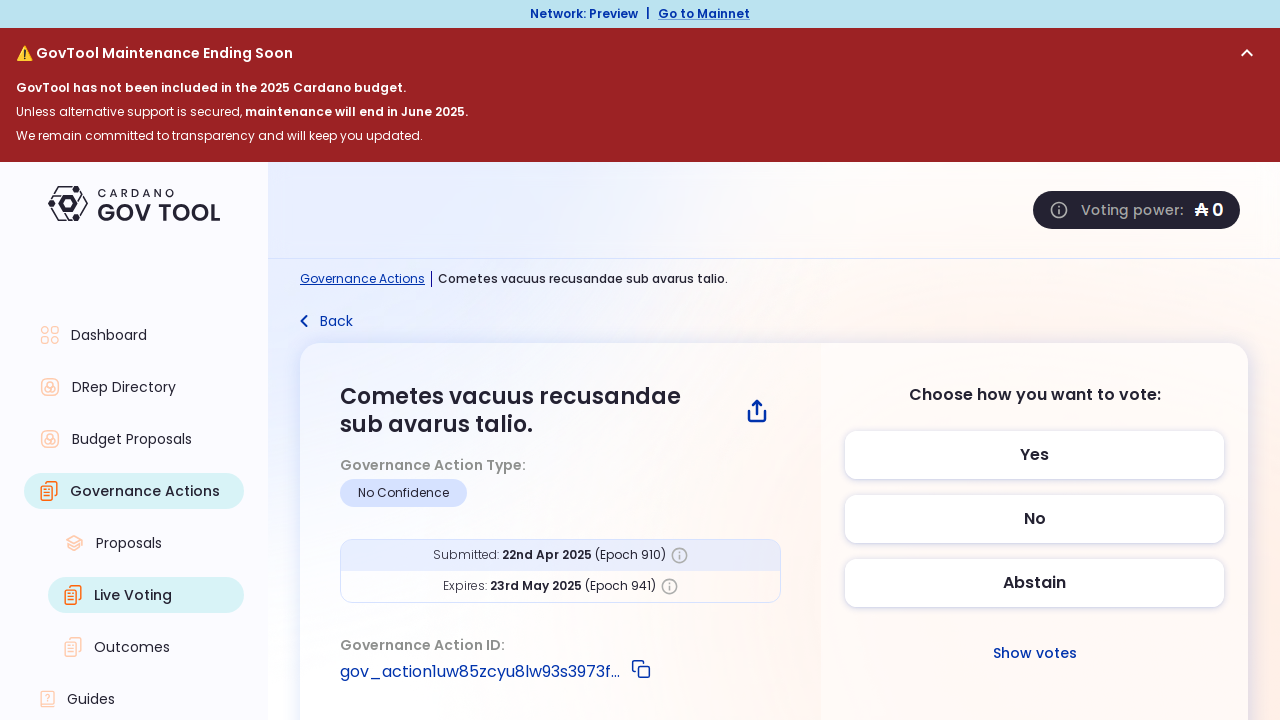 Network: Preview | Go to Mainnet
⚠️ GovTool Maintenance Ending Soon
GovTool has not been included in the 2025 Cardano budget.
Unless alternative support is secured, maintenance will end in June 2025.
We remain committed to transparency and will keep you updated.
CARDANO
GOV TOOL
Voting power: ₳ 0
Governance Actions | Cometes vacuus recusandae sub avarus talio.
Back
Dashboard
DRep Directory
Budget Proposals
Governance Actions
Proposals
Live Voting
Outcomes
Guides
Cometes vacuus recusandae
sub avarus talio.
Governance Action Type:
No Confidence
Submitted: 22nd Apr 2025 (Epoch 910)
Expires: 23rd May 2025 (Epoch 941)
Governance Action ID:
gov_action1uw85zcyu8lw93s3973f...
Choose how you want to vote:
Yes
No
Abstain
Show votes